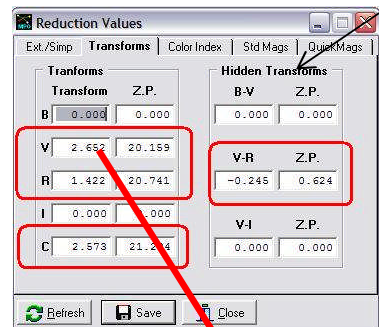 Reduction Values
Ext./Simp Transforms Color Index Std Mags QuickMags
Tranforms Hidden Transforms
Transform Z.P. B-V Z.P.
B 0.000 0.000 0.000 0.000
V 2.652 20.159 V-R Z.P.
R 1.422 20.741 -0.245 0.624
I 0.000 V-I Z.P.
C 2.573 0.000 0.000
Refresh Save Close